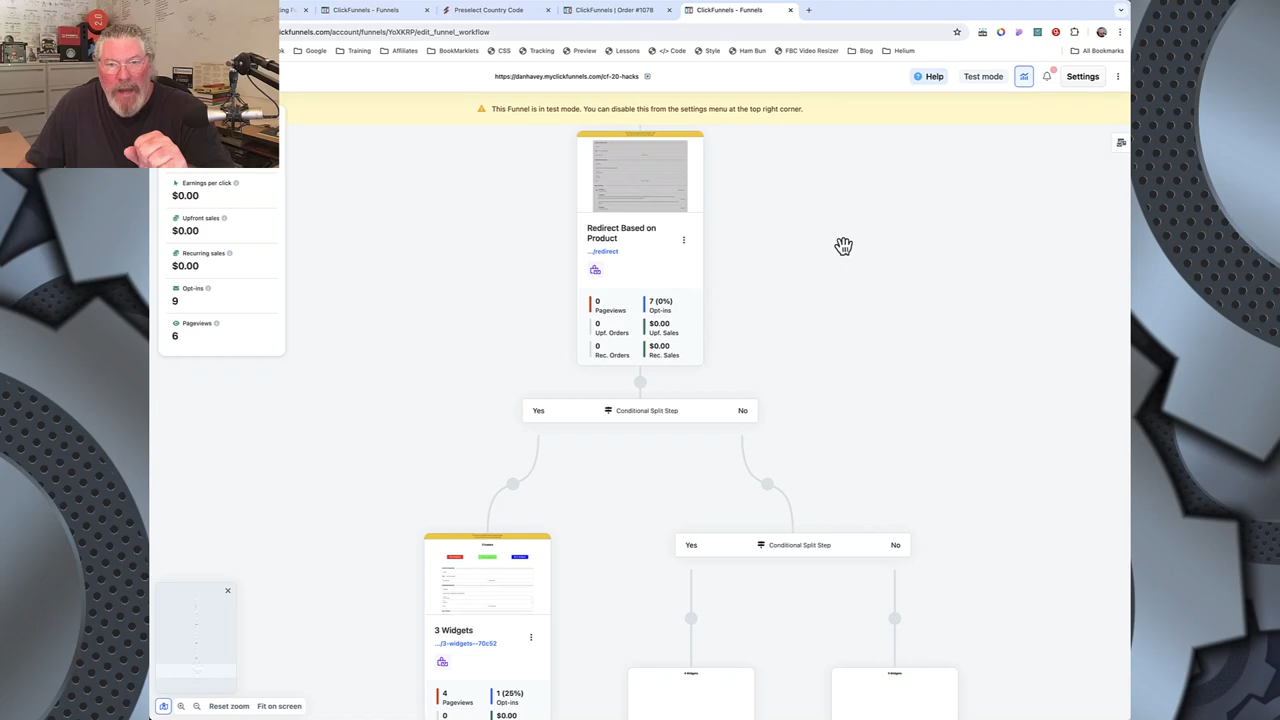 2.0
ing F
ClickFunnels - Funnels
Preselect Country Code
ClickFunnels | Order #1078
ClickFunnels - Funnels
ckfunnels.com/account/funnels/YoXKRP/edit_funnel_workflow
Google
Training
Affiliates
BookMarklets
CSS
Tracking
Preview
Lessons
</> Code
Style
Ham Bun
FBC Video Resizer
Blog
Helium
All Bookmarks
https://danhavey.myclickfunnels.com/cf-20-hacks
Help
Test mode
Settings
This Funnel is in test mode. You can disable this from the settings menu at the top right corner.
Earnings per click
$0.00
Upfront sales
$0.00
Recurring sales
$0.00
Opt-ins
9
Pageviews
6
Redirect Based on
Product
.../redirect
0
Pageviews
7 (0%)
Opt-ins
0
Upf. Orders
$0.00
Upf. Sales
0
Rec. Orders
$0.00
Rec. Sales
Yes
Conditional Split Step
No
Yes
Conditional Split Step
No
3 Widgets
.../3-widgets--70c52
4
Pageviews
1 (25%)
Opt-ins
0
$0.00
Reset zoom
Fit on screen